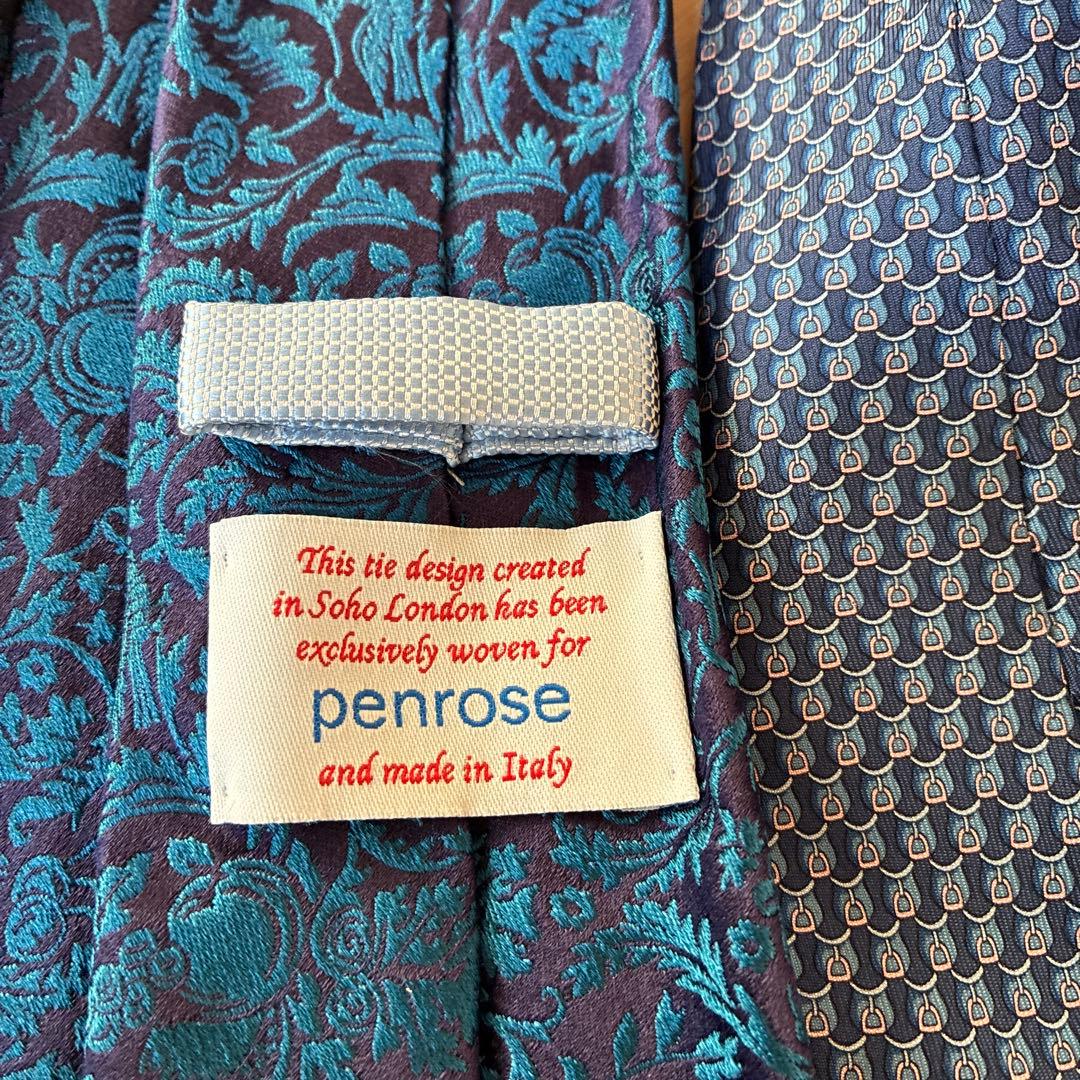 This tie design created
in Soho London has been
exclusively woven for
penrose
and made in Italy